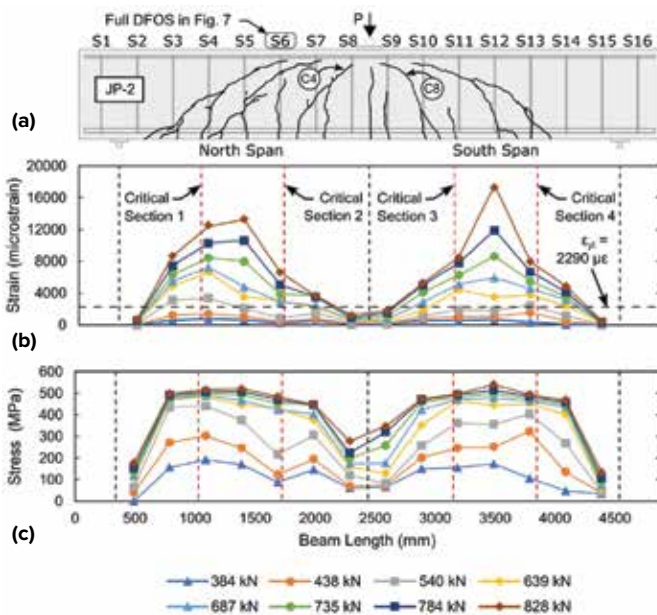 Full DFOS in Fig. 7
P
S1 S2 S3 S4 S5 S6 S7 S8 S9 S10 S11 S12 S13 S14 S15 S16
C4
C8
JP-2
(a)
North Span
South Span
20000
16000
12000
8000
4000
0
Strain (microstrain)
Critical Section 1
Critical Section 2
Critical Section 3
Critical Section 4
εyt =
2290 µε
(b)
600
500
400
300
200
100
0
Stress (MPa)
(c)
0 500 1000 1500 2000 2500 3000 3500 4000 4500
Beam Length (mm)
384 kN 438 kN 540 kN 639 kN
687 kN 735 kN 784 kN 828 kN